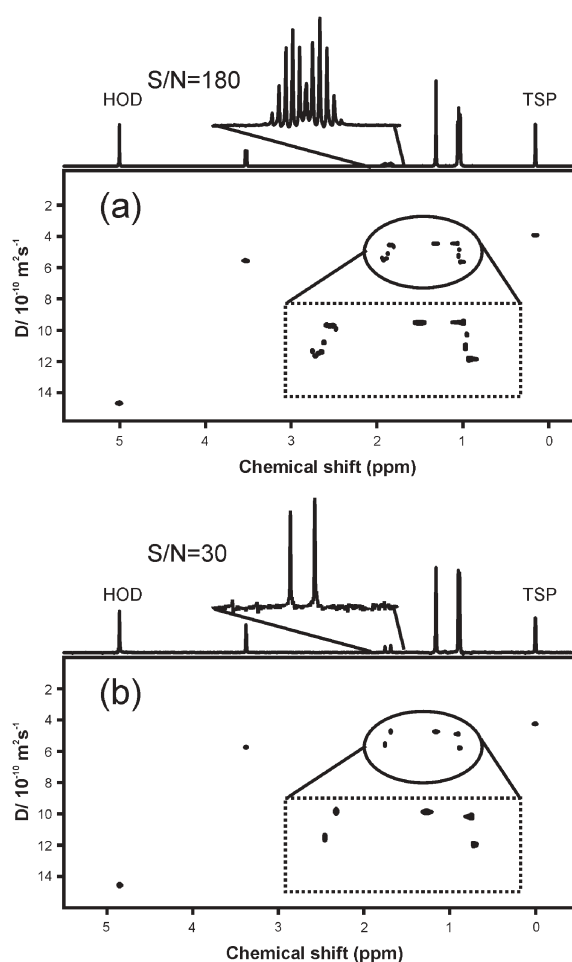 S/N=180
HOD
TSP
(a)
2
4
6
8
10
12
14
D/ 10⁻¹⁰ m²s⁻¹
5 4 3 2 1 0
Chemical shift (ppm)
S/N=30
HOD
TSP
(b)
2
4
6
8
10
12
14
D/ 10⁻¹⁰ m²s⁻¹
5 4 3 2 1 0
Chemical shift (ppm)